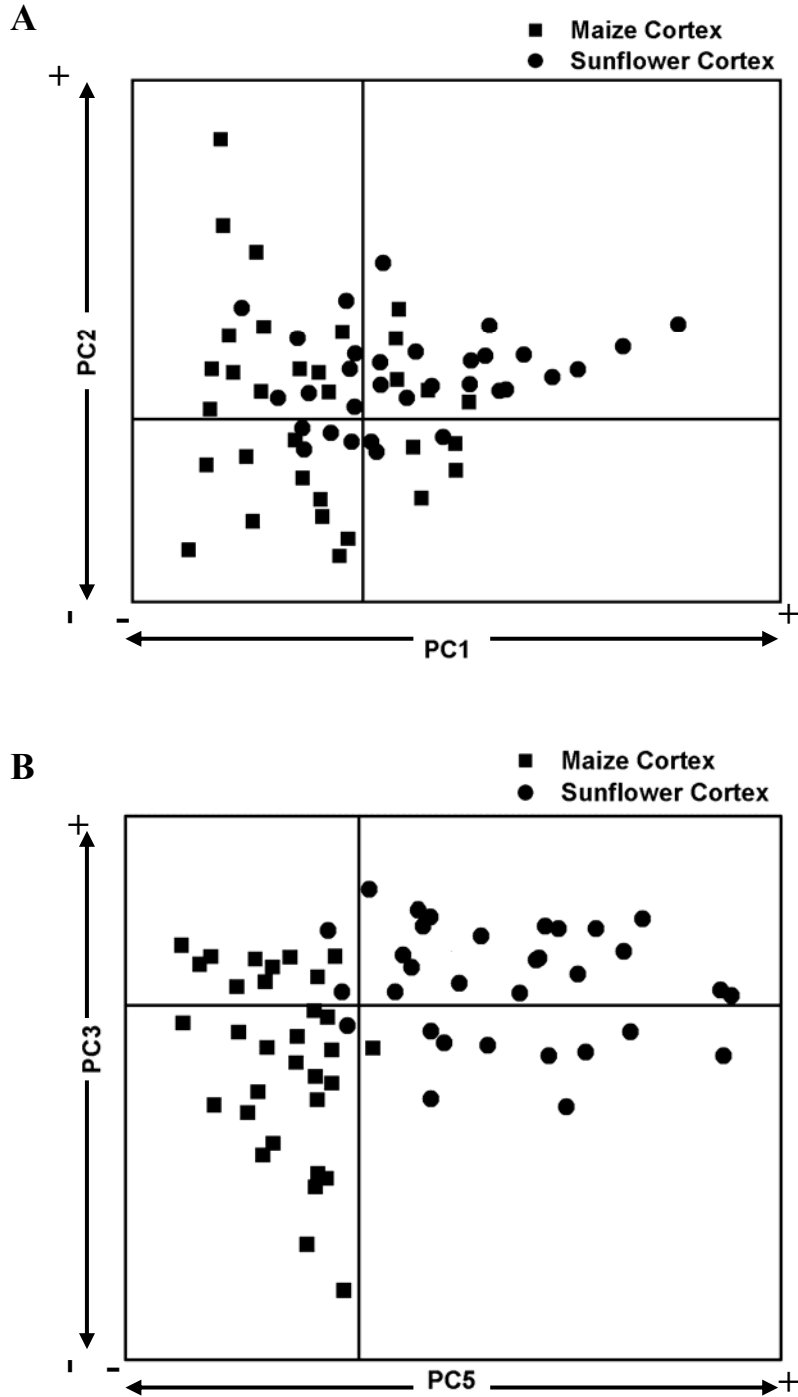 A
Maize Cortex
Sunflower Cortex
+
PC2
-
-
PC1
+
B
Maize Cortex
Sunflower Cortex
+
PC3
-
-
PC5
+